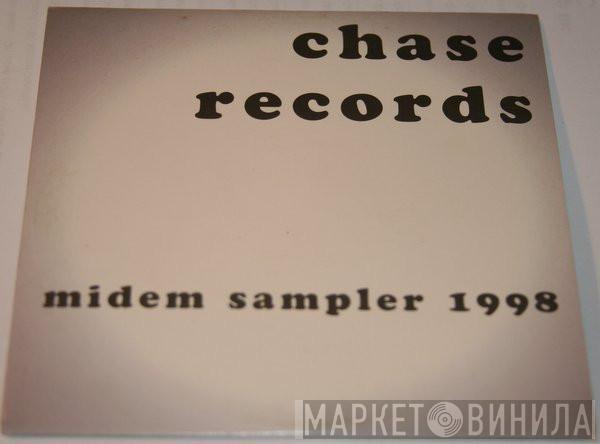 chase
records
midem sampler 1998
МАРКЕТ ВИНИЛА